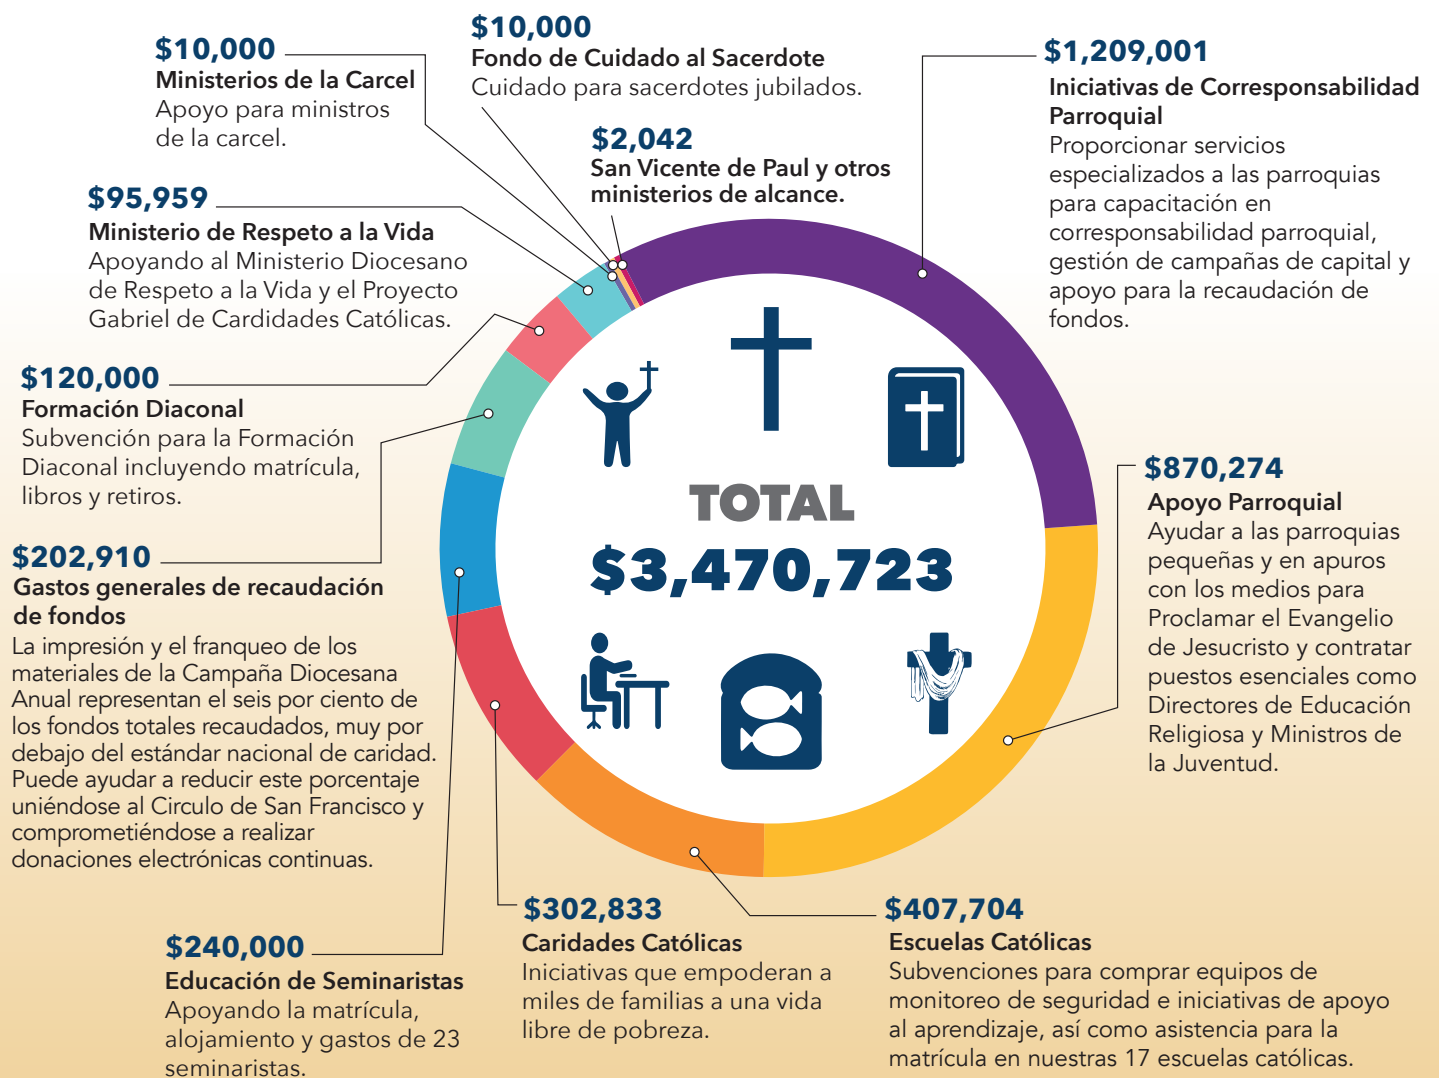 $10,000
Ministerios de la Carcel
Apoyo para ministros
de la carcel.
$10,000
Fondo de Cuidado al Sacerdote
Cuidado para sacerdotes jubilados.
$2,042
San Vicente de Paul y otros
ministerios de alcance.
$1,209,001
Iniciativas de Corresponsabilidad
Parroquial
Proporcionar servicios
especializados a las parroquias
para capacitación en
corresponsabilidad parroquial,
gestión de campañas de capital y
apoyo para la recaudación de
fondos.
$95,959
Ministerio de Respeto a la Vida
Apoyando al Ministerio Diocesano
de Respeto a la Vida y el Proyecto
Gabriel de Cardidades Católicas.
$120,000
Formación Diaconal
Subvención para la Formación
Diaconal incluyendo matrícula,
libros y retiros.
TOTAL
$3,470,723
$870,274
Apoyo Parroquial
Ayudar a las parroquias
pequeñas y en apuros
con los medios para
Proclamar el Evangelio
de Jesucristo y contratar
puestos esenciales como
Directores de Educación
Religiosa y Ministros de
la Juventud.
$202,910
Gastos generales de recaudación
de fondos
La impresión y el franqueo de los
materiales de la Campaña Diocesana
Anual representan el seis por ciento de
los fondos totales recaudados, muy por
debajo del estándar nacional de caridad.
Puede ayudar a reducir este porcentaje
uniéndose al Circulo de San Francisco y
comprometiéndose a realizar
donaciones electrónicas continuas.
$240,000
Educación de Seminaristas
Apoyando la matrícula,
alojamiento y gastos de 23
seminaristas.
$302,833
Caridades Católicas
Iniciativas que empoderan a
miles de familias a una vida
libre de pobreza.
$407,704
Escuelas Católicas
Subvenciones para comprar equipos de
monitoreo de seguridad e iniciativas de apoyo
al aprendizaje, así como asistencia para la
matrícula en nuestras 17 escuelas católicas.